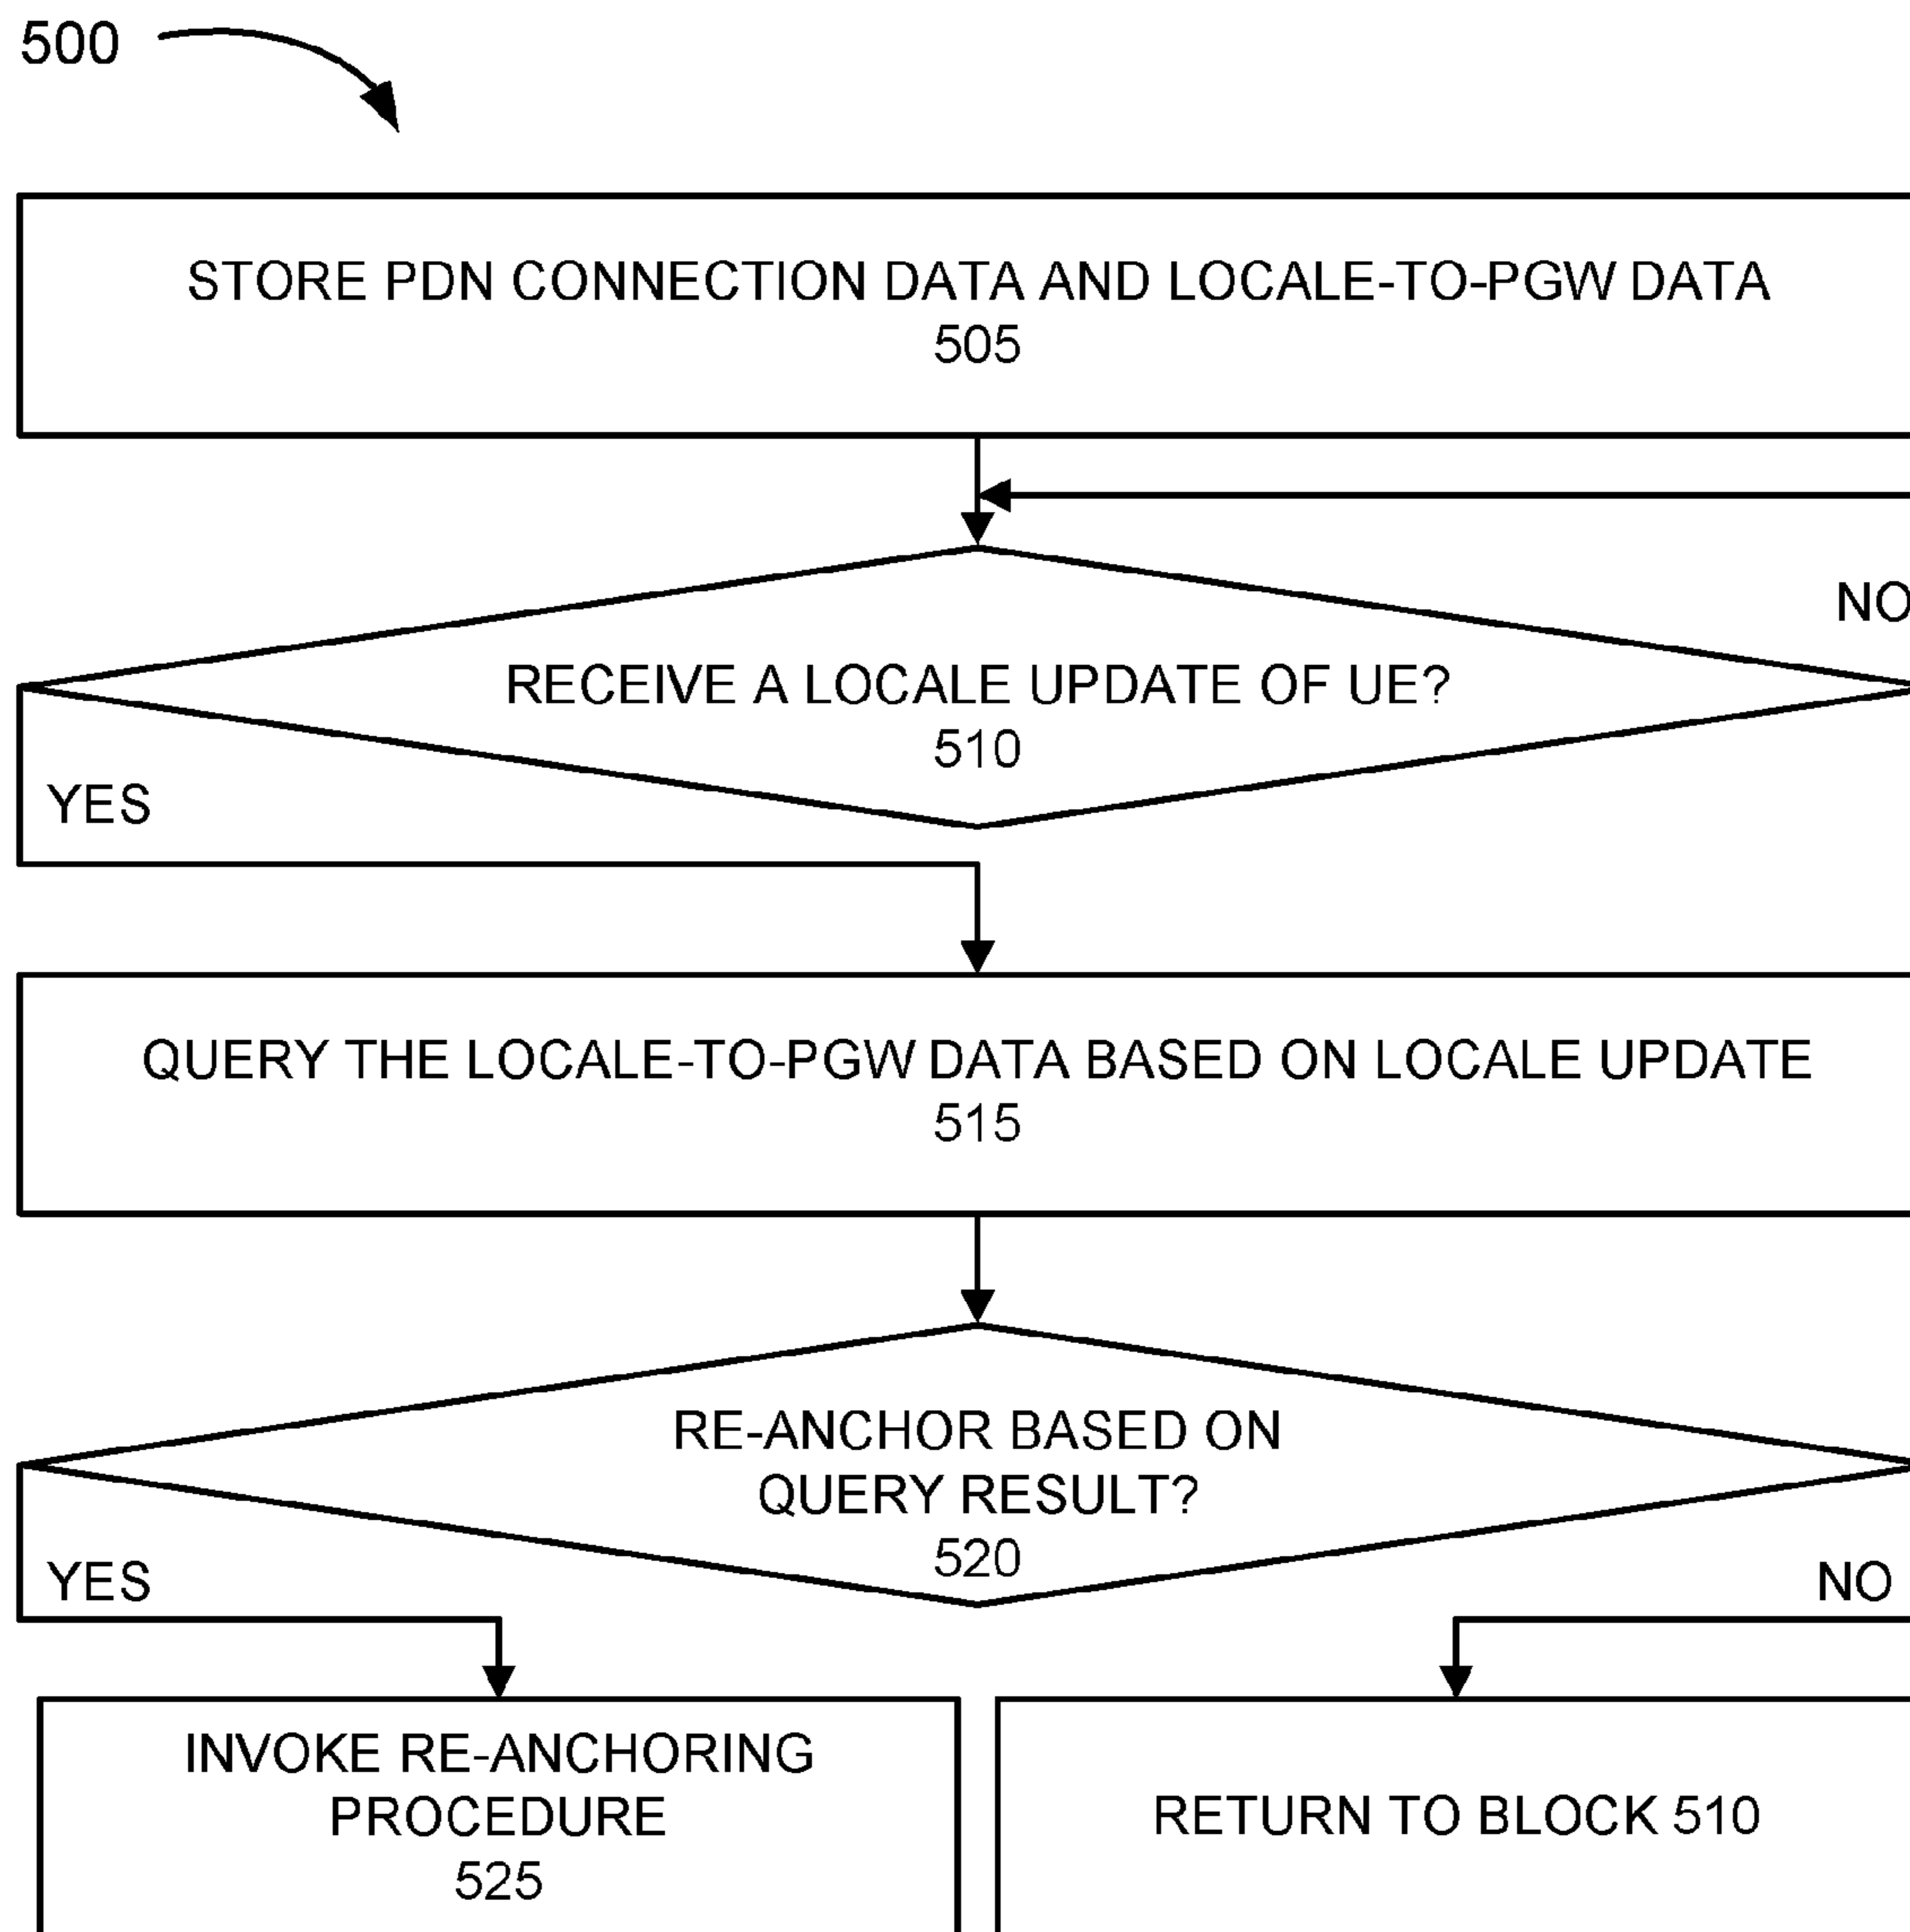 500
STORE PDN CONNECTION DATA AND LOCALE-TO-PGW DATA
505
NO
RECEIVE A LOCALE UPDATE OF UE?
510
YES
QUERY THE LOCALE-TO-PGW DATA BASED ON LOCALE UPDATE
515
RE-ANCHOR BASED ON
QUERY RESULT?
520
YES
NO
INVOKE RE-ANCHORING
PROCEDURE
525
RETURN TO BLOCK 510